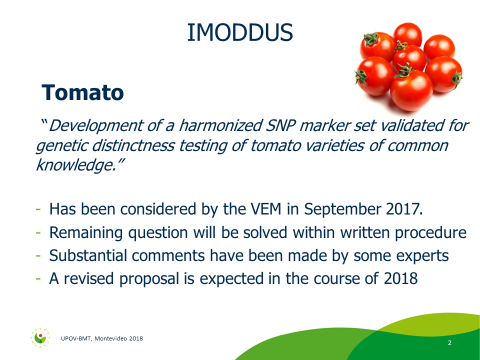 IMODDUS
Tomato
“Development of a harmonized SNP marker set validated for
genetic distinctness testing of tomato varieties of common
knowledge.”
- Has been considered by the VEM in September 2017.
- Remaining question will be solved within written procedure
- Substantial comments have been made by some experts
- A revised proposal is expected in the course of 2018
UPOV-BMT, Montevideo 2018
2